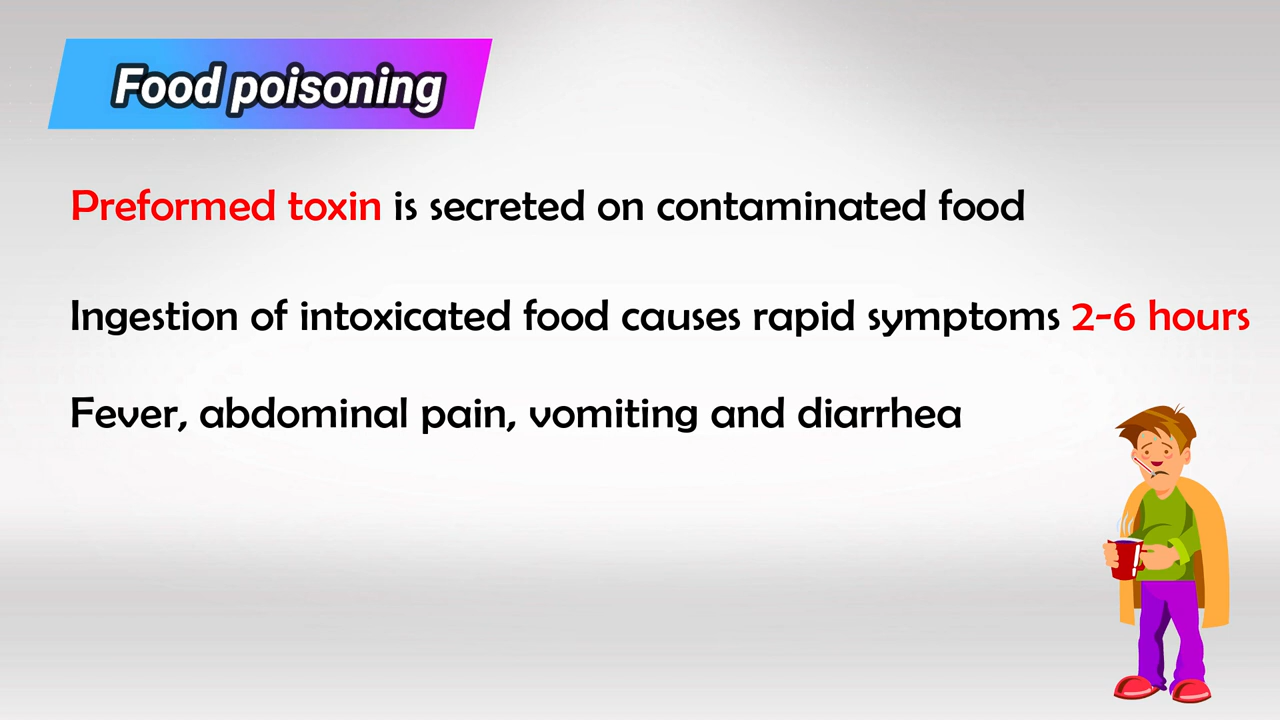 Food poisoning
Preformed toxin is secreted on contaminated food
Ingestion of intoxicated food causes rapid symptoms 2-6 hours
Fever, abdominal pain, vomiting and diarrhea